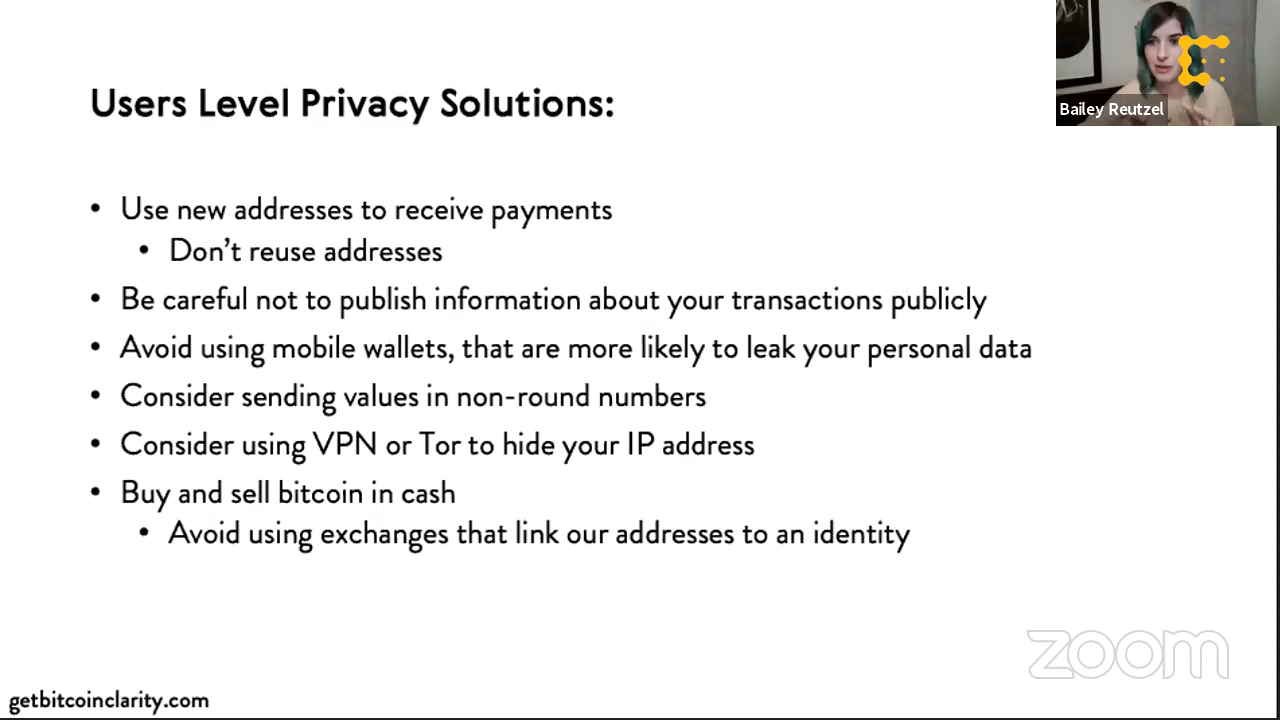 Users Level Privacy Solutions:
Bailey Reutzel
• Use new addresses to receive payments
• Don’t reuse addresses
• Be careful not to publish information about your transactions publicly
• Avoid using mobile wallets, that are more likely to leak your personal data
• Consider sending values in non-round numbers
• Consider using VPN or Tor to hide your IP address
• Buy and sell bitcoin in cash
• Avoid using exchanges that link our addresses to an identity
zoom
getbitcoinclarity.com